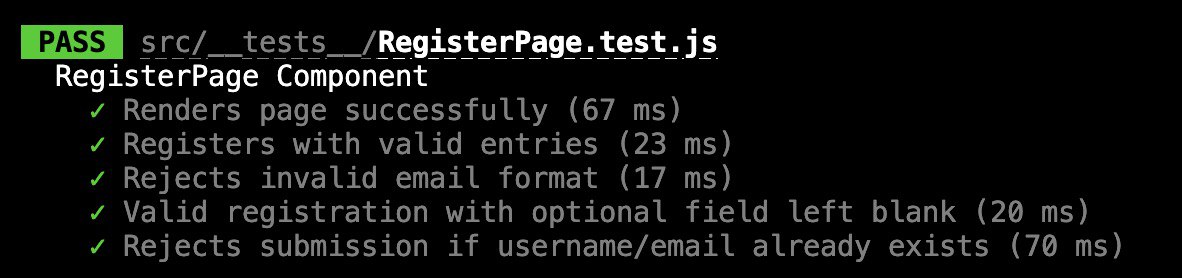 PASS src/__tests__/RegisterPage.test.js
RegisterPage Component
✓ Renders page successfully (67 ms)
✓ Registers with valid entries (23 ms)
✓ Rejects invalid email format (17 ms)
✓ Valid registration with optional field left blank (20 ms)
✓ Rejects submission if username/email already exists (70 ms)